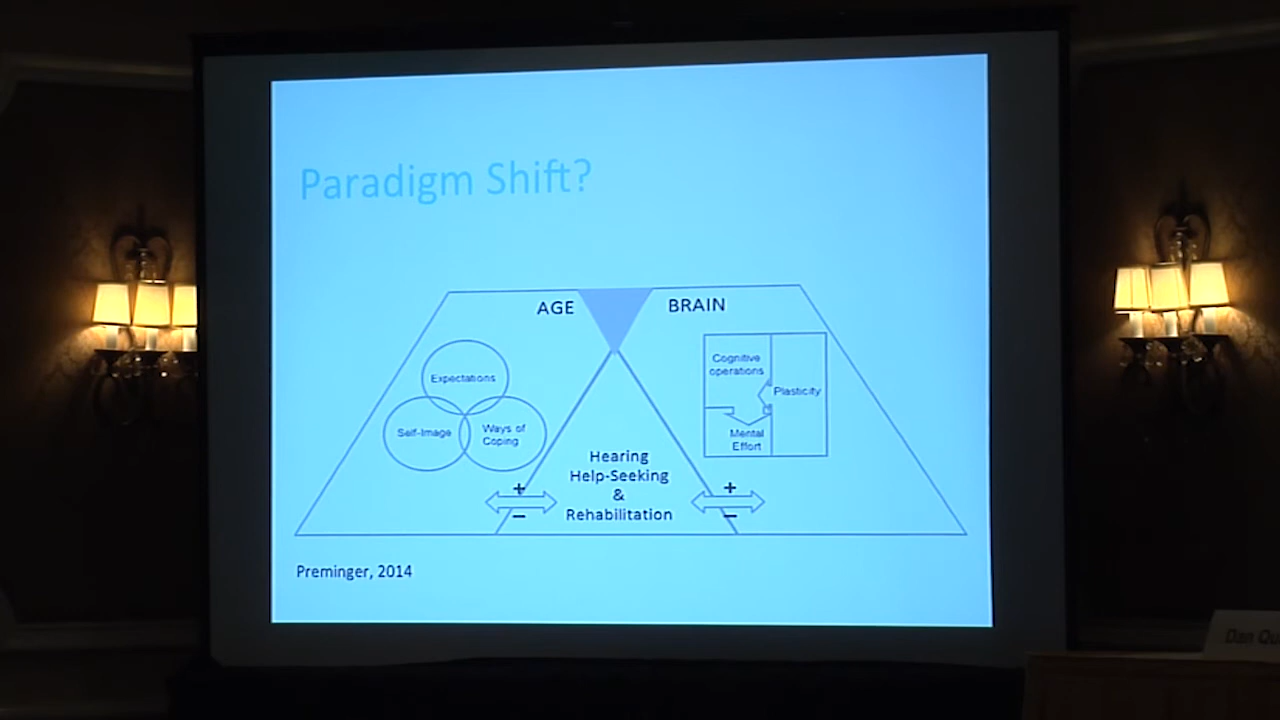 Paradigm Shift?
AGE
BRAIN
Expectations
Self-Image
Ways of
Coping
Cognitive
operations
Plasticity
Mental
Effort
Hearing
Help-Seeking
&
Rehabilitation
+
−
+
−
Preminger, 2014
Dan